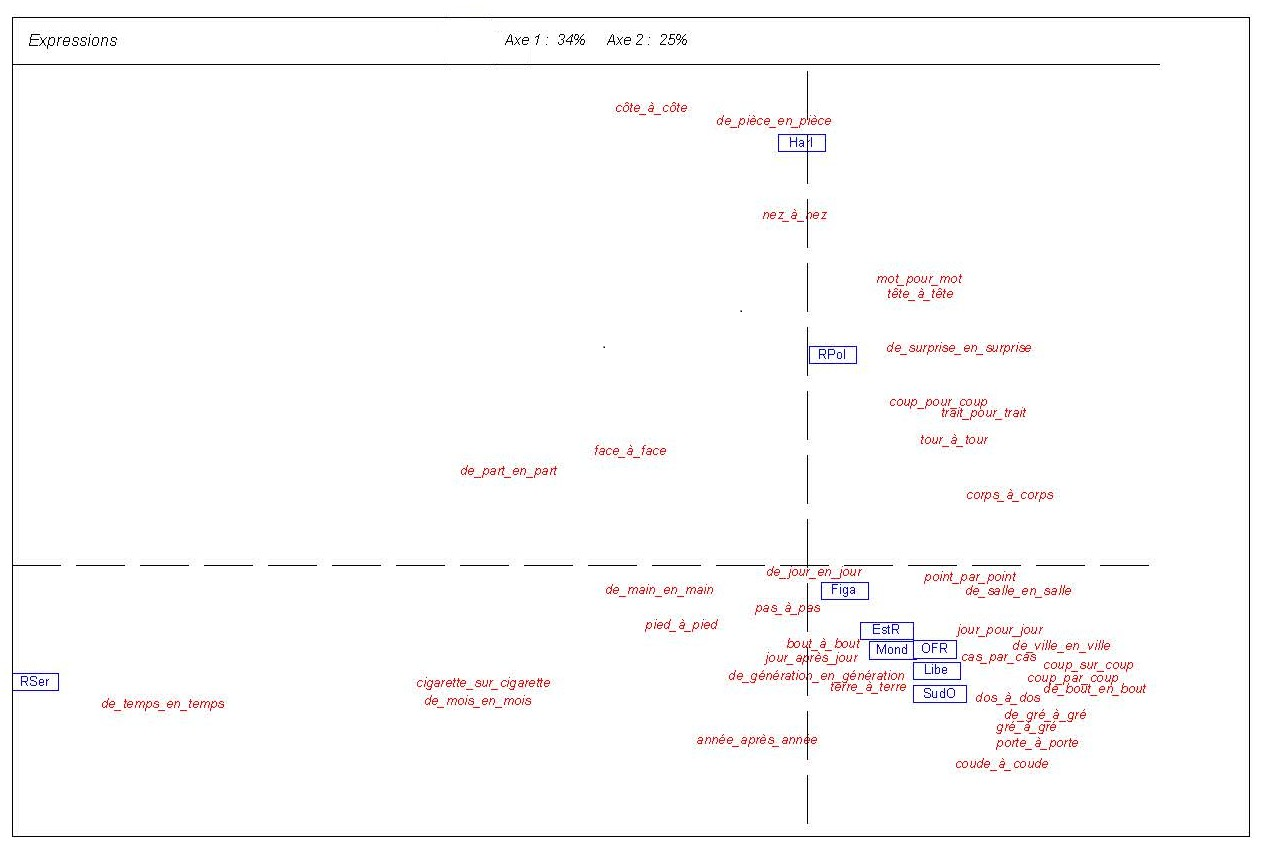 Expressions Axe 1 : 34% Axe 2 : 25%
côte_à_côte
de_pièce_en_pièce
Harl
nez_à_nez
mot_pour_mot
tête_à_tête
RPol
de_surprise_en_surprise
coup_pour_coup
trait_pour_trait
tour_à_tour
face_à_face
de_part_en_part
corps_à_corps
de_jour_en_jour
point_par_point
de_main_en_main
Figa
de_salle_en_salle
pas_à_pas
pied_à_pied
EstR
jour_pour_jour
bout_à_bout
Mond
OFR
de_ville_en_ville
jour_après_jour
cas_par_cas
coup_sur_coup
Libe
de_génération_en_génération
coup_par_coup
RSer
cigarette_sur_cigarette
terre_à_terre
de_bout_en_bout
SudO
dos_à_dos
de_temps_en_temps
de_mois_en_mois
de_gré_à_gré
gré_à_gré
année_après_année
porte_à_porte
coude_à_coude